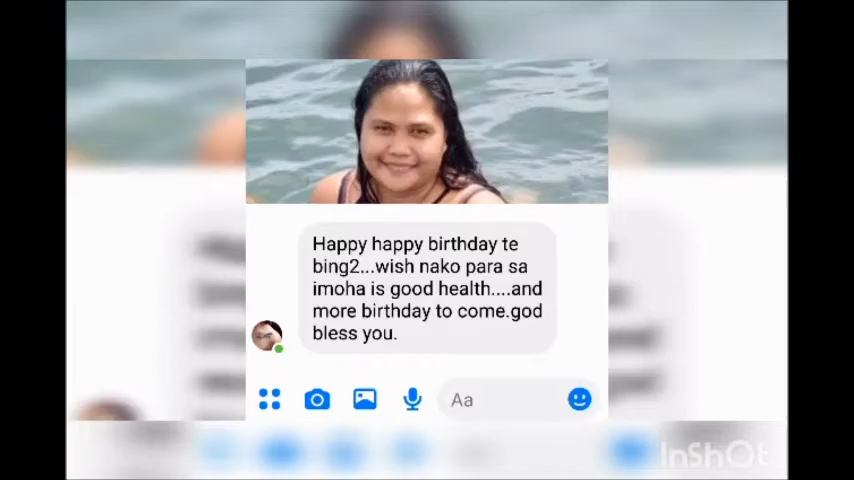 Happy happy birthday te
bing2...wish nako para sa
imoha is good health....and
more birthday to come.god
bless you.
Aa
InShOt